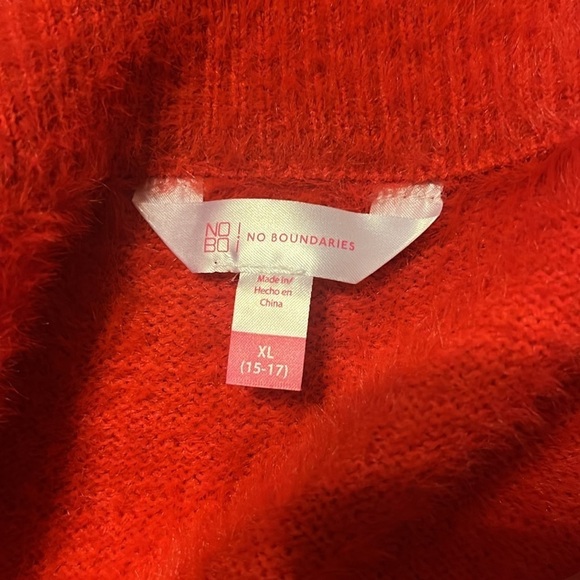 NO
BO
NO BOUNDARIES
Made in/
Hecho en
China
XL
(15-17)